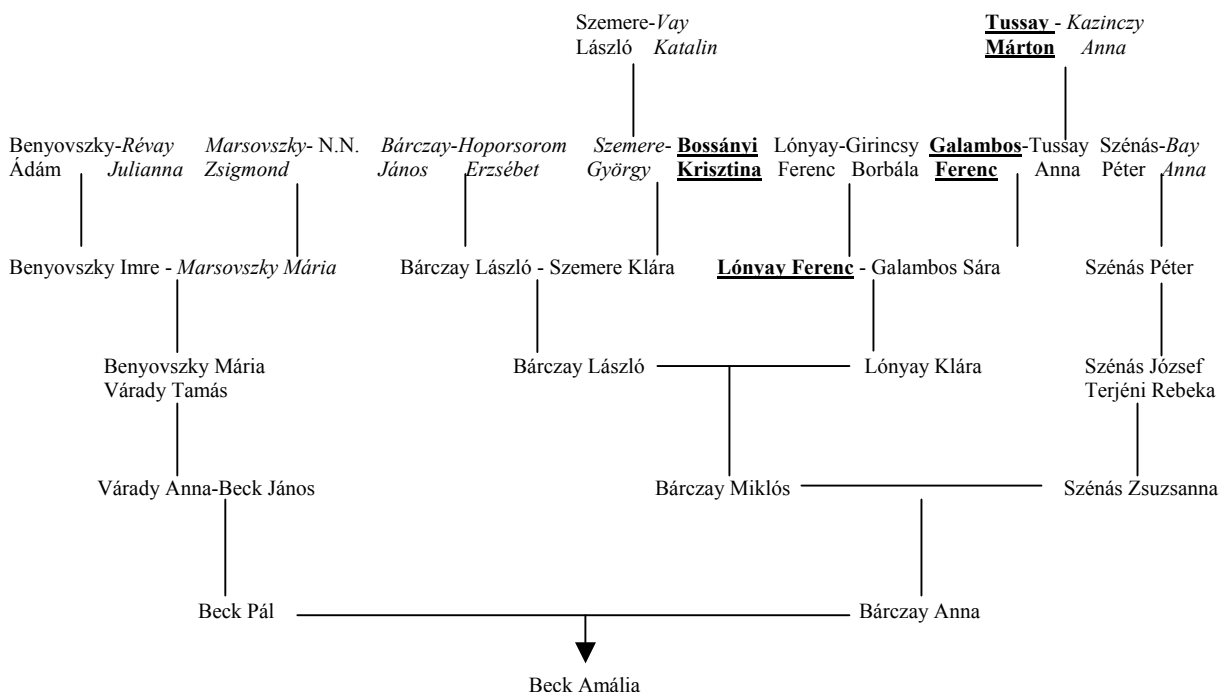 Szemere-Vay Tussay - Kazinczy
László Katalin Márton Anna
Benyovszky-Révay Marsovszky- N.N. Bárczay-Hoporsorom Szemere- Bossányi Lónyay-Girincsy Galambos-Tussay Szénás-Bay
Ádám Julianna Zsigmond János Erzsébet György Krisztina Ferenc Borbála Ferenc Anna Péter Anna
Benyovszky Imre - Marsovszky Mária Bárczay László - Szemere Klára Lónyay Ferenc - Galambos Sára Szénás Péter
Benyovszky Mária Bárczay László Lónyay Klára Szénás József
Várady Tamás Terjéni Rebeka
Várady Anna-Beck János Bárczay Miklós Szénás Zsuzsanna
Beck Pál Bárczay Anna
Beck Amália